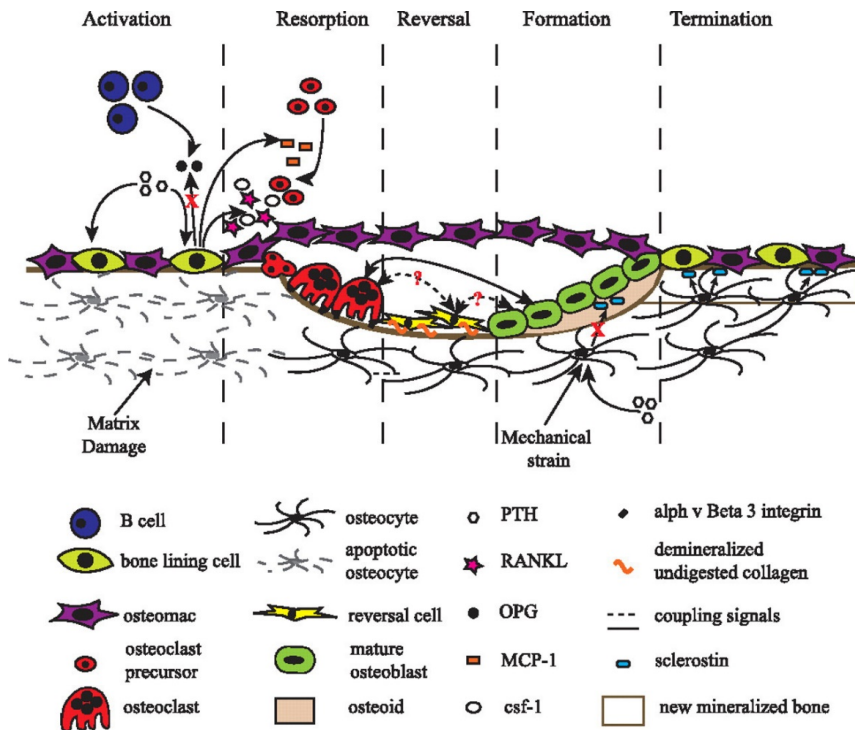 Activation
Resorption
Reversal
Formation
Termination
X
?
?
X
Matrix
Damage
Mechanical
strain
B cell
osteocyte
PTH
alph v Beta 3 integrin
bone lining cell
apoptotic
osteocyte
RANKL
demineralized
undigested collagen
osteomac
reversal cell
OPG
coupling signals
osteoclast
precursor
mature
osteoblast
MCP-1
sclerostin
osteoclast
osteoid
csf-1
new mineralized bone